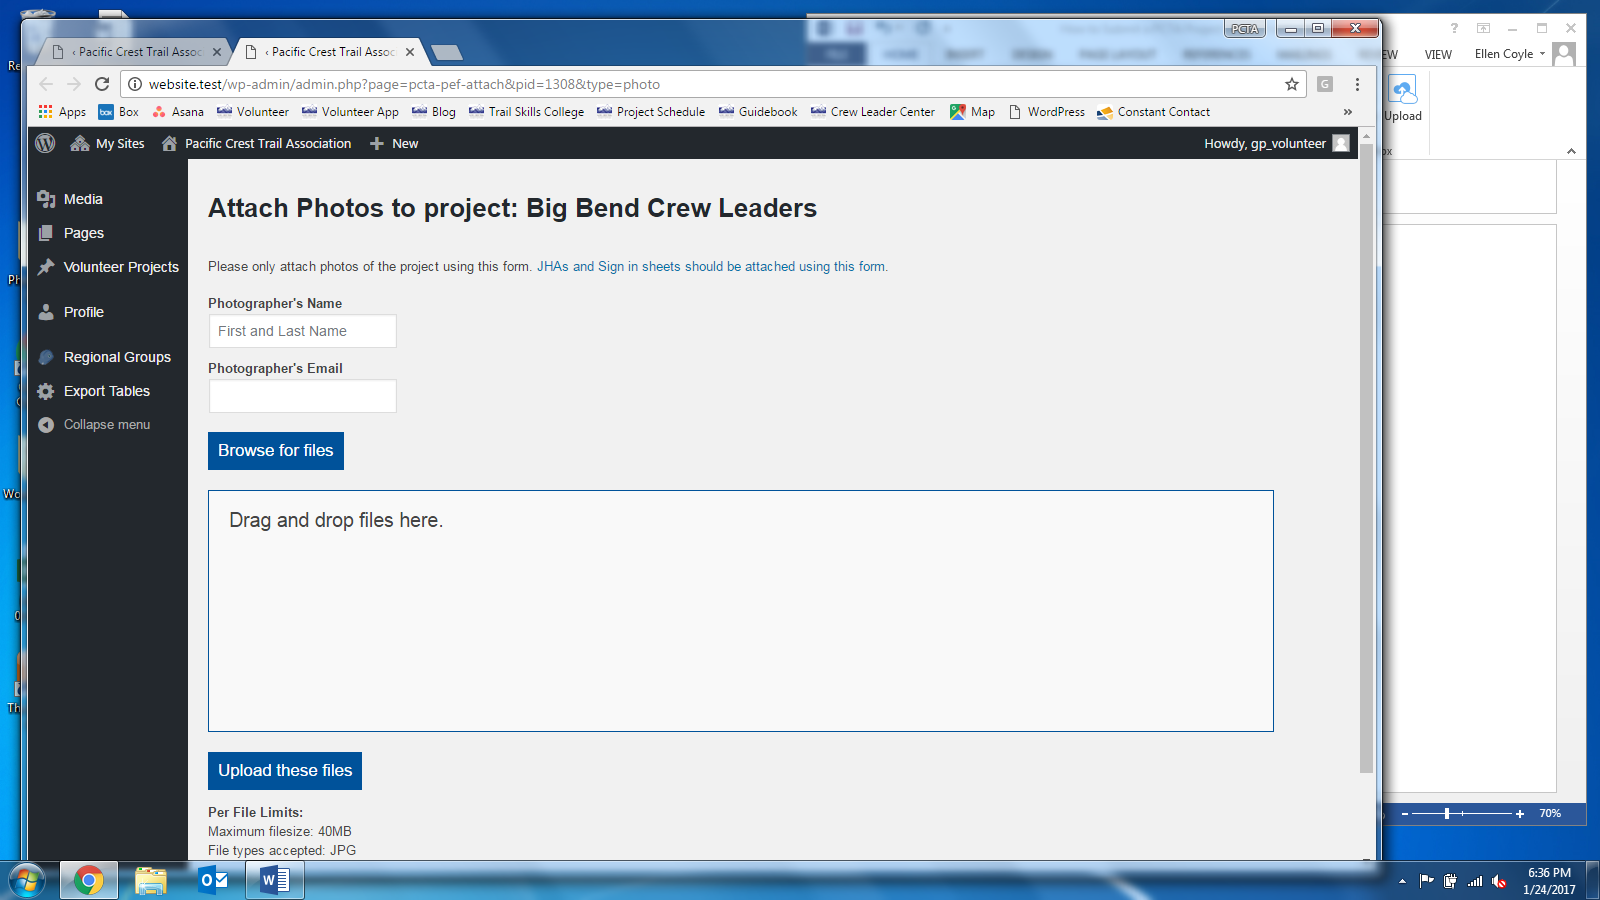 PCTA
‹ Pacific Crest Trail Assoc
‹ Pacific Crest Trail Assoc
website.test/wp-admin/admin.php?page=pcta-pef-attach&pid=1308&type=photo
Apps
Box
Asana
Volunteer
Volunteer App
Blog
Trail Skills College
Project Schedule
Guidebook
Crew Leader Center
Map
WordPress
Constant Contact
»
My Sites
Pacific Crest Trail Association
New
Howdy, gp_volunteer
Media
Pages
Volunteer Projects
Profile
Regional Groups
Export Tables
Collapse menu
Attach Photos to project: Big Bend Crew Leaders
Please only attach photos of the project using this form. JHAs and Sign in sheets should be attached using this form.
Photographer's Name
First and Last Name
Photographer's Email
Browse for files
Drag and drop files here.
Upload these files
Per File Limits:
Maximum filesize: 40MB
File types accepted: JPG
VIEW
Ellen Coyle
Upload
70%
6:36 PM
1/24/2017